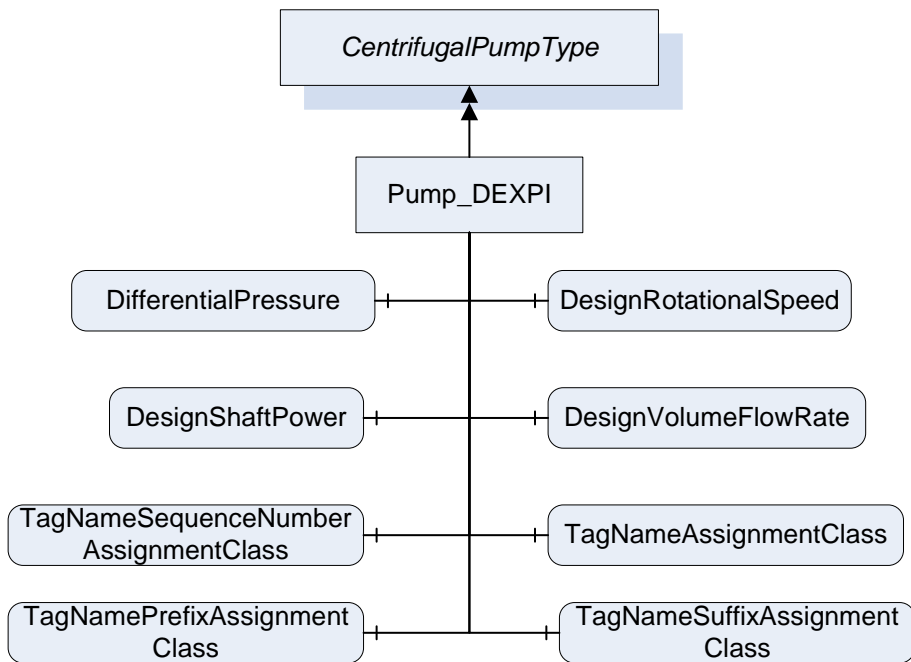 CentrifugalPumpType
Pump_DEXPI
DifferentialPressure
DesignRotationalSpeed
DesignShaftPower
DesignVolumeFlowRate
TagNameSequenceNumber
AssignmentClass
TagNameAssignmentClass
TagNamePrefixAssignment
Class
TagNameSuffixAssignment
Class